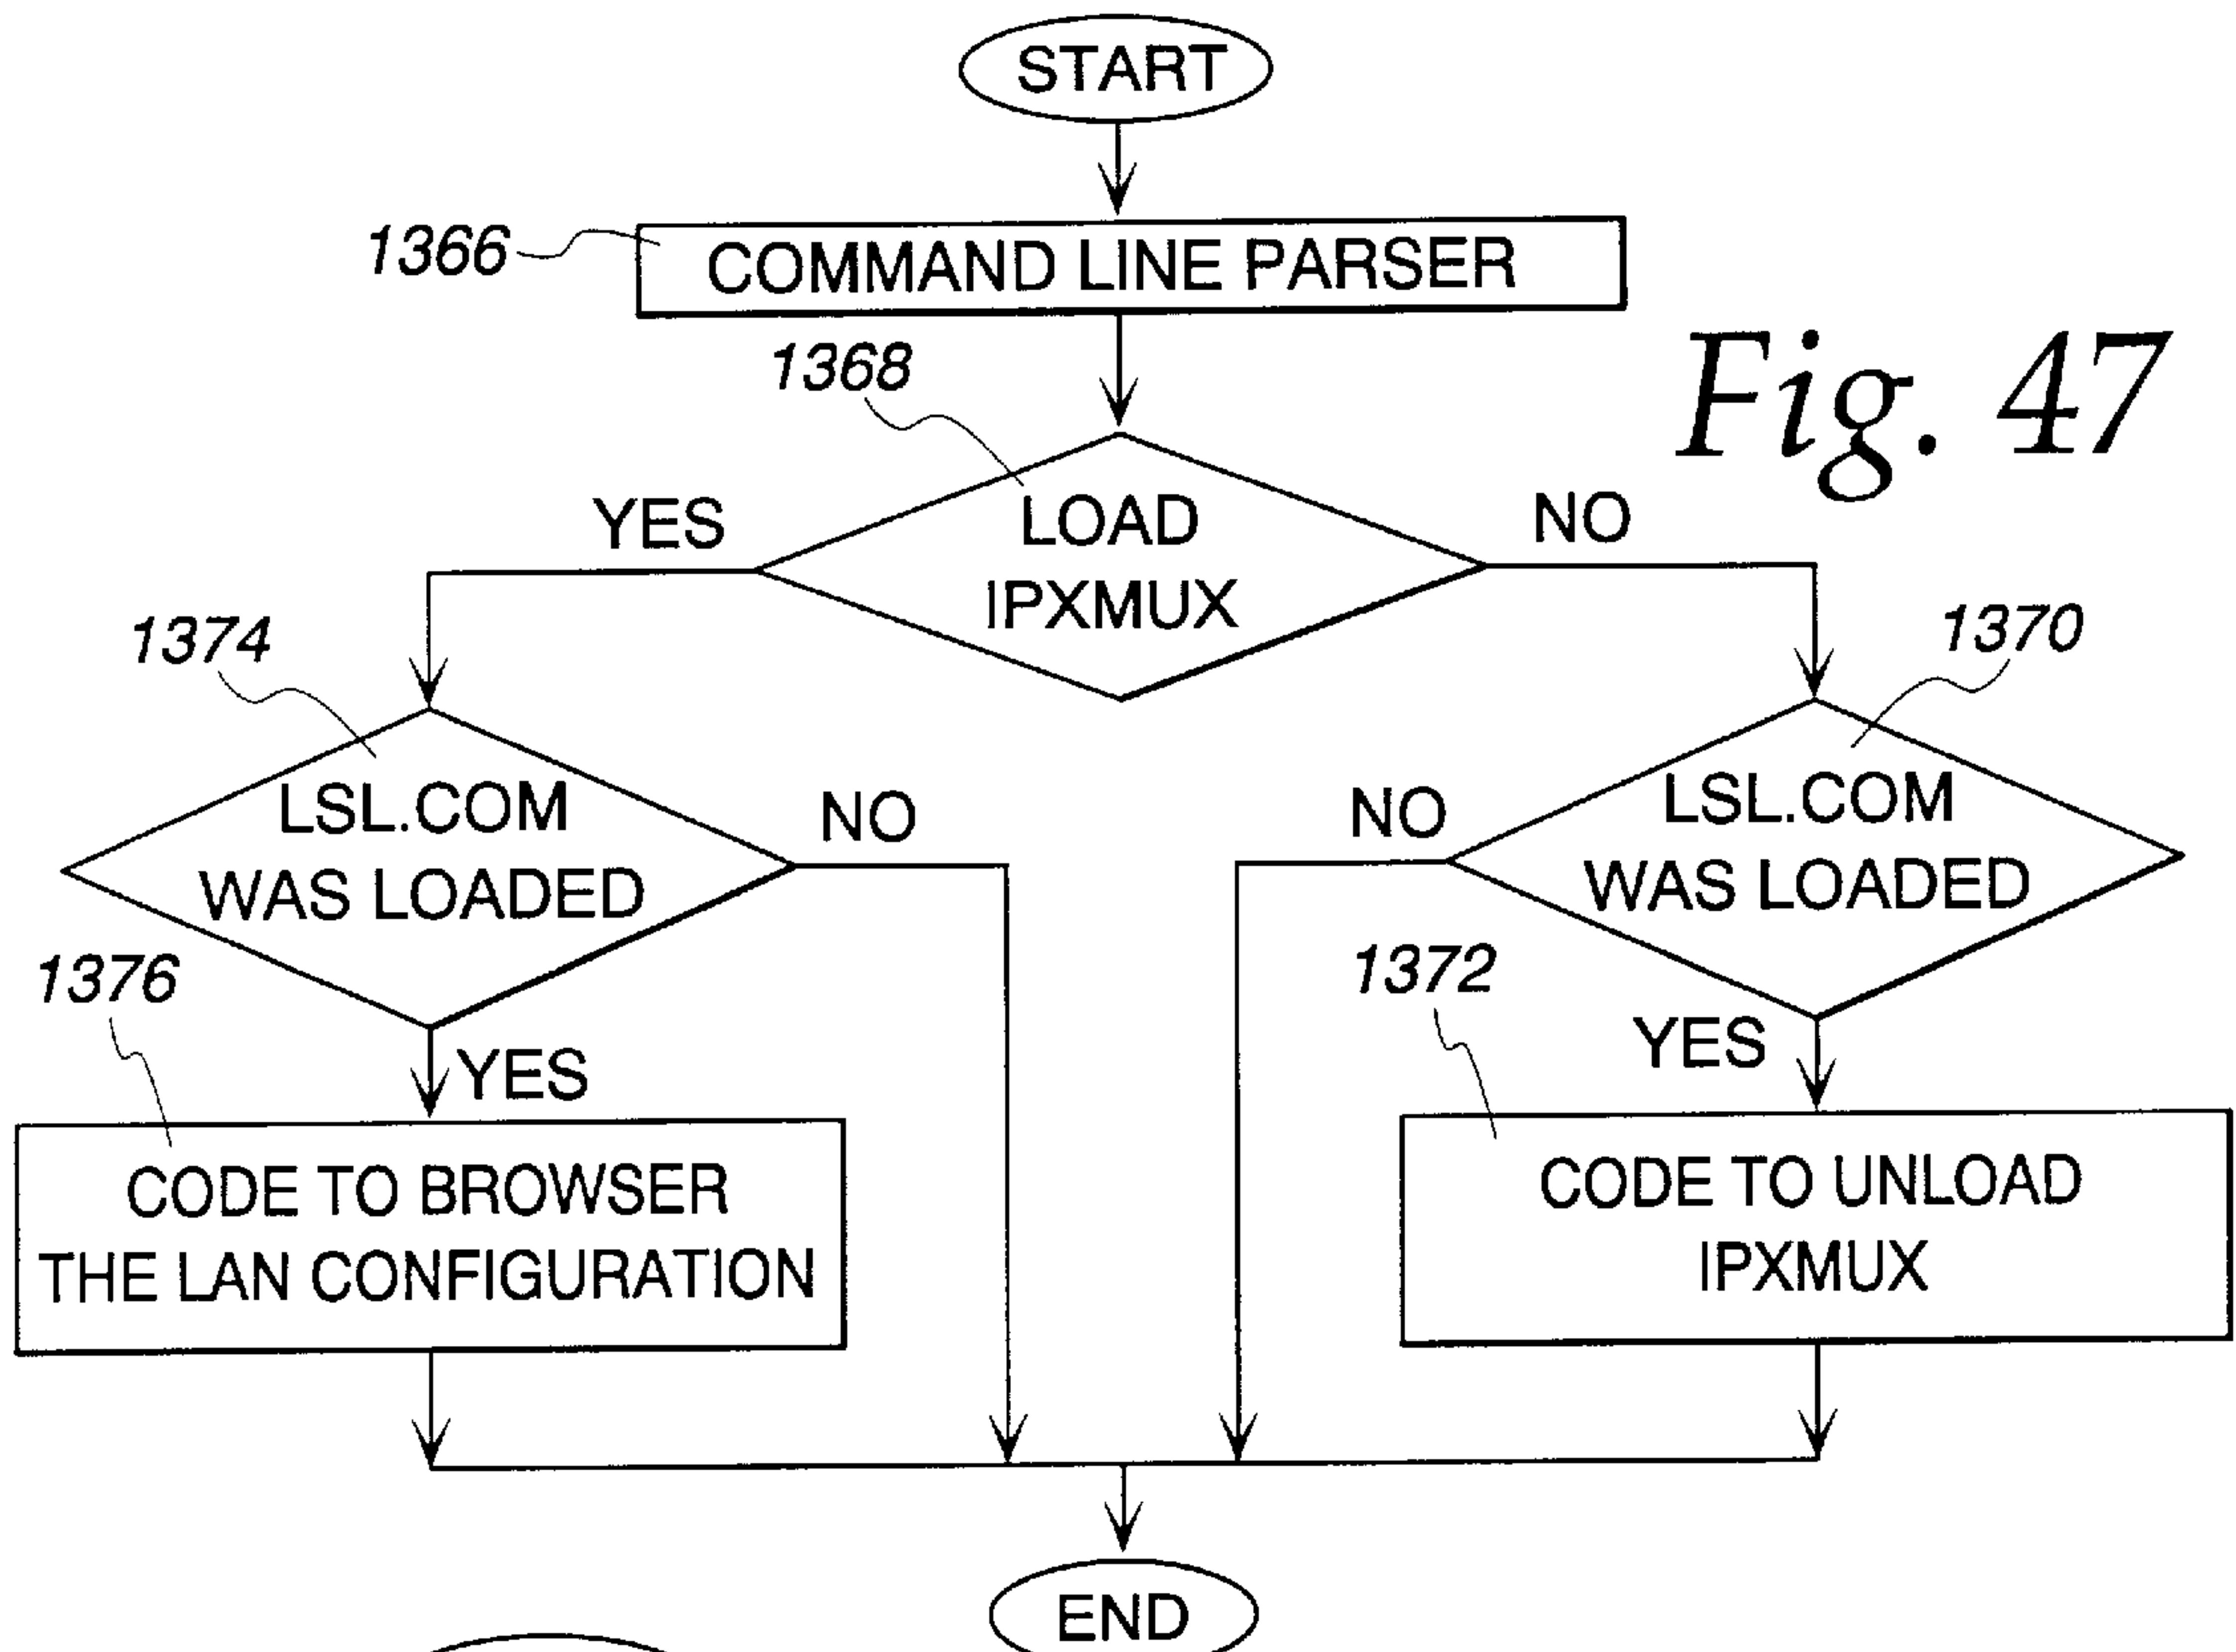 START
1366
COMMAND LINE PARSER
1368
Fig. 47
YES
LOAD
IPXMUX
NO
1374
1370
LSL.COM
WAS LOADED
NO
NO
LSL.COM
WAS LOADED
1376
1372
YES
YES
CODE TO BROWSER
THE LAN CONFIGURATION
CODE TO UNLOAD
IPXMUX
END